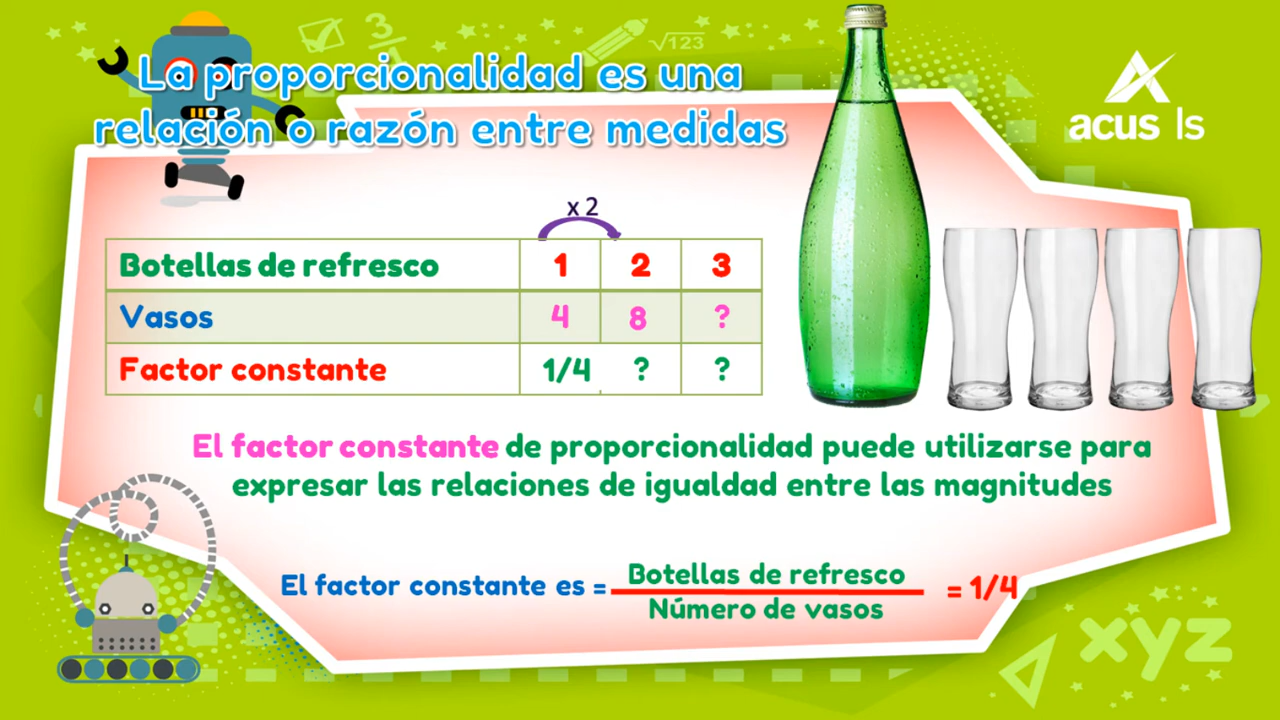 La proporcionalidad es una
relación o razón entre medidas
3
√123
acus ls
x 2
Botellas de refresco 1 2 3
Vasos 4 8 ?
Factor constante 1/4 ? ?
El factor constante de proporcionalidad puede utilizarse para
expresar las relaciones de igualdad entre las magnitudes
El factor constante es = Botellas de refresco = 1/4
Número de vasos
xyz